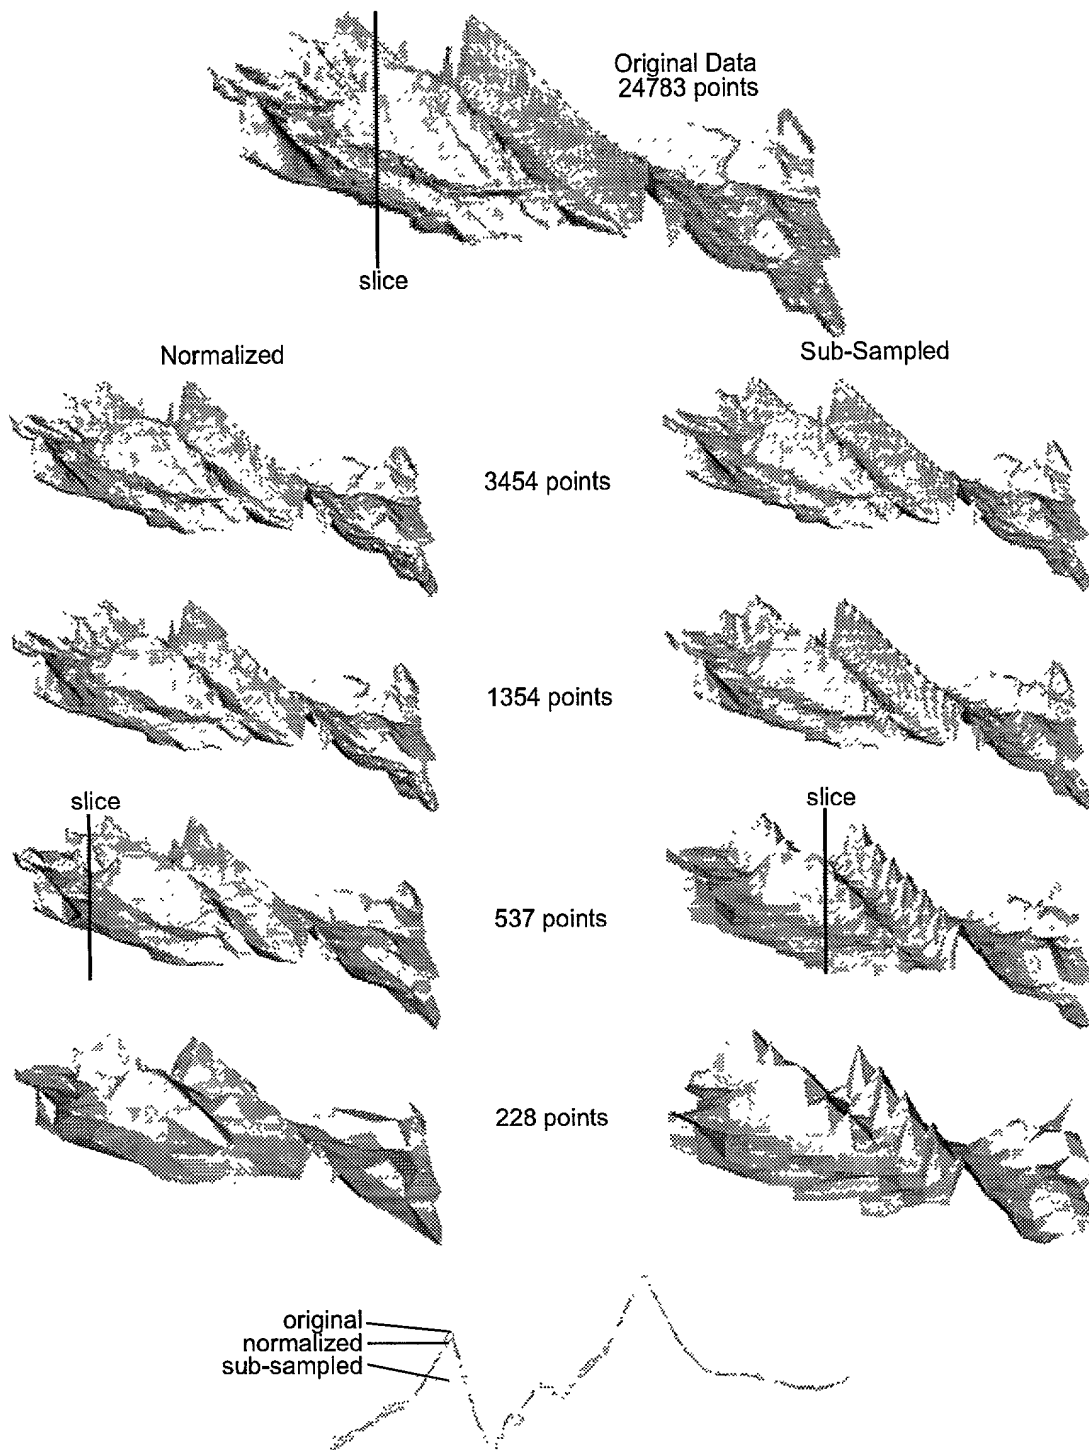 Original Data
24783 points
slice
Normalized
Sub-Sampled
3454 points
1354 points
slice
slice
537 points
228 points
original
normalized
sub-sampled